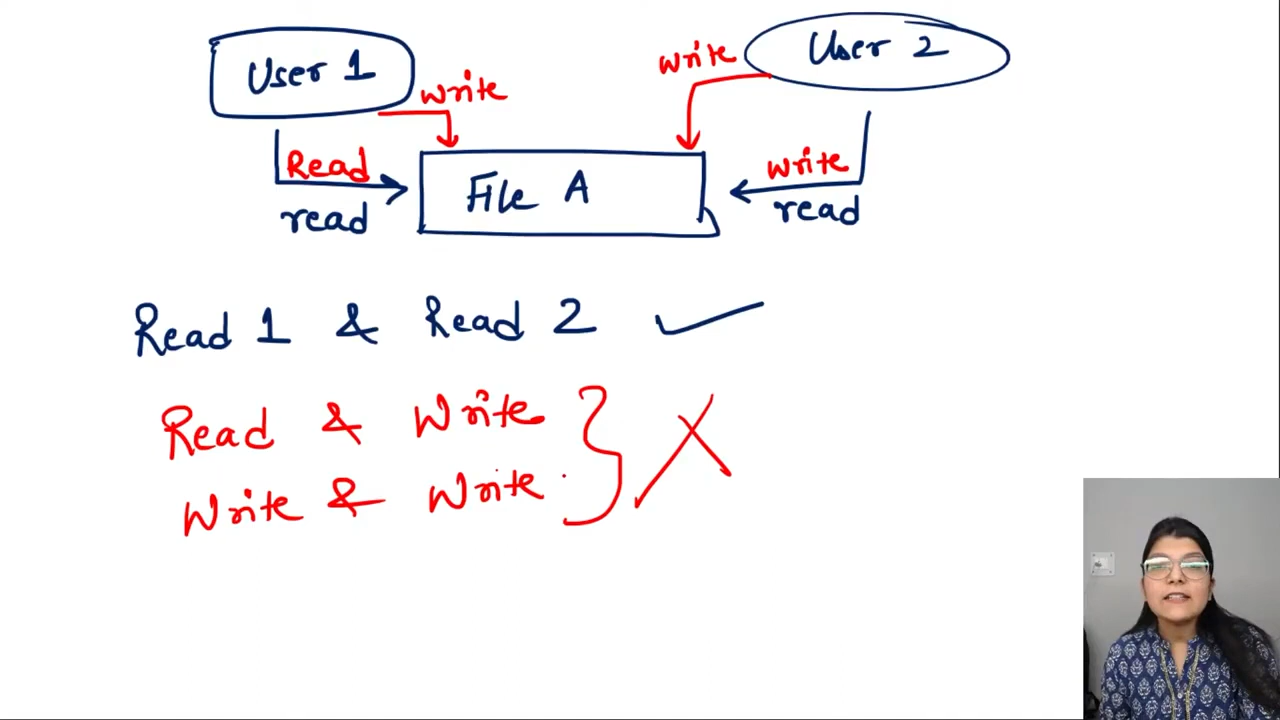 User 1
User 2
write
write
Read
write
read
File A
read
Read 1 & Read 2
Read & Write
Write & Write